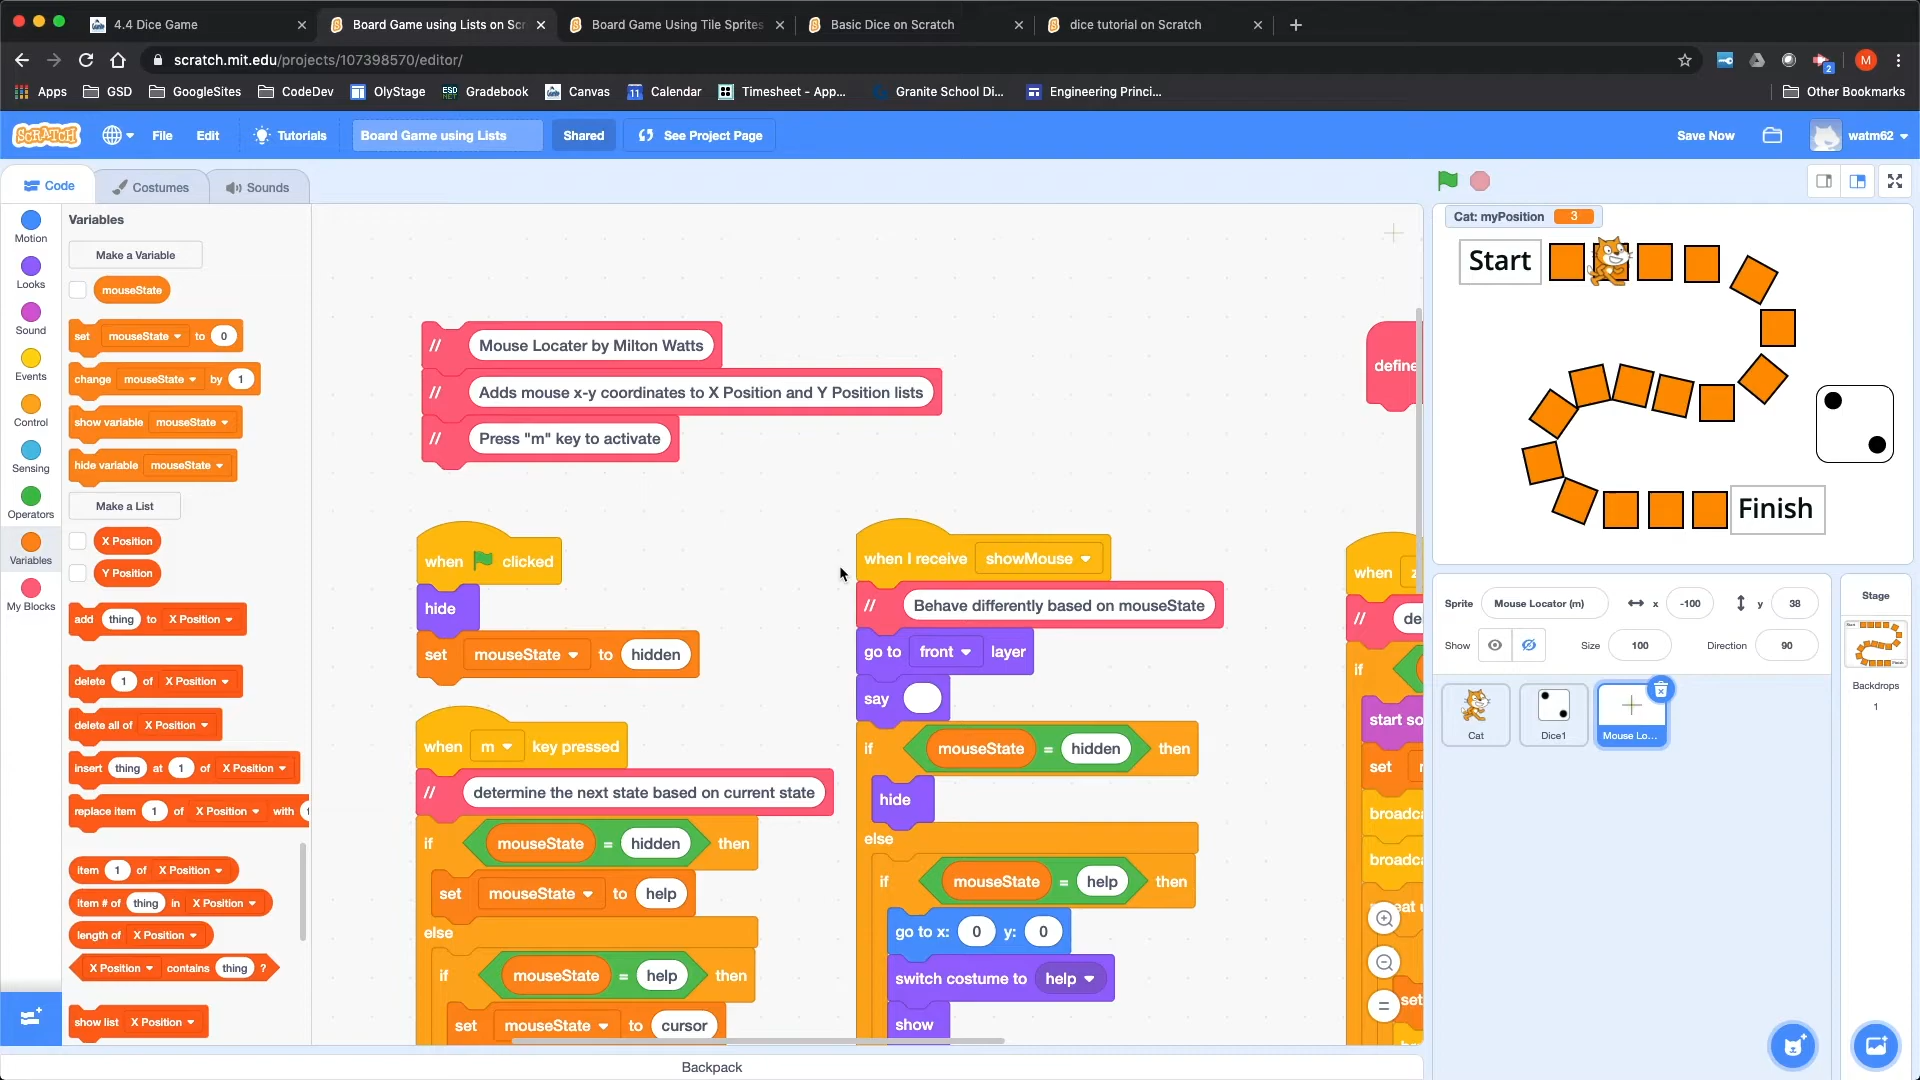 4.4 Dice Game
Board Game using Lists on Scr
Board Game Using Tile Sprites
Basic Dice on Scratch
dice tutorial on Scratch
scratch.mit.edu/projects/107398570/editor/
M
2
Apps
GSD
GoogleSites
CodeDev
OlyStage
Gradebook
Canvas
11
Calendar
Timesheet - App...
Granite School Di...
Engineering Princi...
Other Bookmarks
SCRATCH
File
Edit
Tutorials
Board Game using Lists
Shared
See Project Page
Save Now
watm62
Code
Costumes
Sounds
Motion
Looks
Sound
Events
Control
Sensing
Operators
Variables
My Blocks
Variables
Make a Variable
mouseState
set mouseState to 0
change mouseState by 1
show variable mouseState
hide variable mouseState
Make a List
X Position
Y Position
add thing to X Position
delete 1 of X Position
delete all of X Position
insert thing at 1 of X Position
replace item 1 of X Position with
item 1 of X Position
item # of thing in X Position
length of X Position
X Position contains thing ?
show list X Position
// Mouse Locater by Milton Watts
// Adds mouse x-y coordinates to X Position and Y Position lists
// Press "m" key to activate
when clicked
hide
set mouseState to hidden
when m key pressed
// determine the next state based on current state
if mouseState = hidden then
set mouseState to help
else
if mouseState = help then
set mouseState to cursor
when I receive showMouse
// Behave differently based on mouseState
go to front layer
say
if mouseState = hidden then
hide
else
if mouseState = help then
go to x: 0 y: 0
switch costume to help
show
define
when z
// de
if
start so
set
broadca
broadca
set
Backpack
Cat: myPosition 3
Start
Finish
Sprite Mouse Locator (m) x -100 y 38
Show Size 100 Direction 90
Cat
Dice1
Mouse Lo...
Stage
Backdrops
1